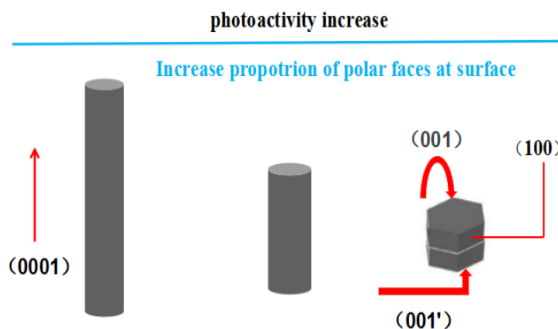 photoactivity increase
Increase propotrion of polar faces at surface
(001)
(100)
(0001)
(001')